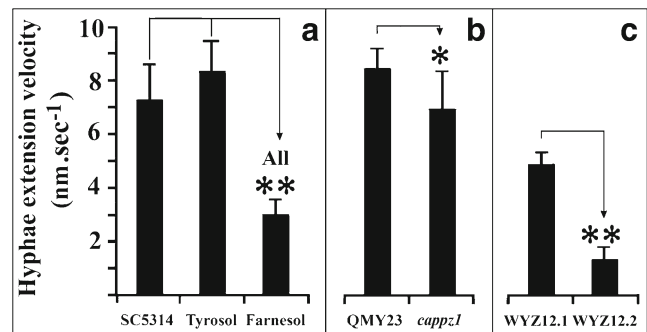 a
b
c
Hyphae extension velocity
(nm.sec⁻¹)
10
8
6
4
2
All
**
*
**
SC5314 Tyrosol Farnesol
QMY23 cappz1
WYZ12.1 WYZ12.2